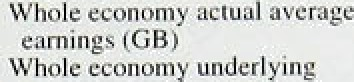 Whole economy actual average
earnings (GB)
Whole economy underlying